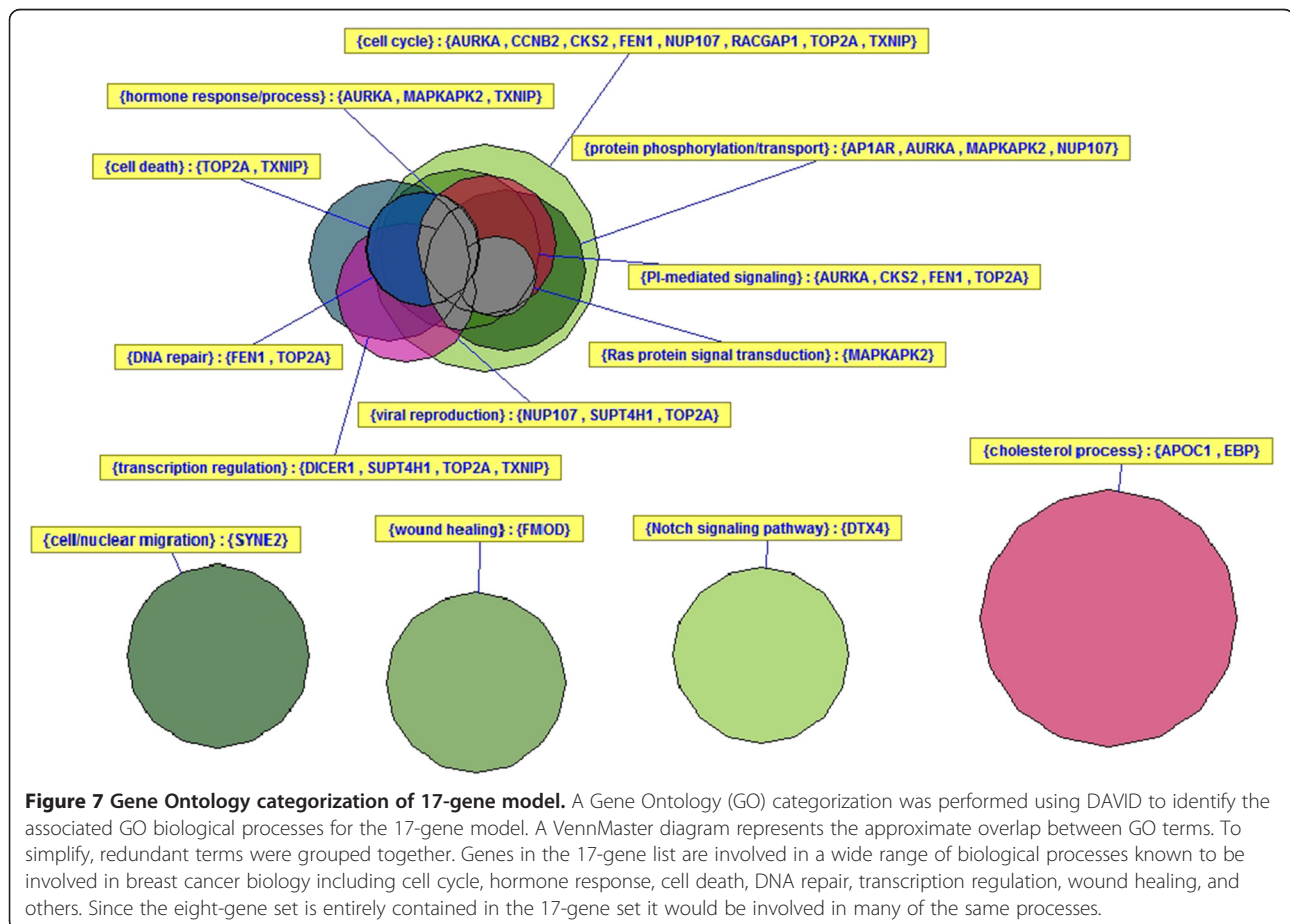 {cell cycle} : {AURKA , CCNB2 , CKS2 , FEN1 , NUP107 , RACGAP1 , TOP2A , TXNIP}
{hormone response/process} : {AURKA , MAPKAPK2 , TXNIP}
{protein phosphorylation/transport} : {AP1AR , AURKA , MAPKAPK2 , NUP107}
{cell death} : {TOP2A , TXNIP}
{PI-mediated signaling} : {AURKA , CKS2 , FEN1 , TOP2A}
{DNA repair} : {FEN1 , TOP2A}
{Ras protein signal transduction} : {MAPKAPK2}
{viral reproduction} : {NUP107 , SUPT4H1 , TOP2A}
{transcription regulation} : {DICER1 , SUPT4H1 , TOP2A , TXNIP}
{cholesterol process} : {APOC1 , EBP}
{cell/nuclear migration} : {SYNE2}
{wound healing} : {FMOD}
{Notch signaling pathway} : {DTX4}
Figure 7 Gene Ontology categorization of 17-gene model. A Gene Ontology (GO) categorization was performed using DAVID to identify the
associated GO biological processes for the 17-gene model. A VennMaster diagram represents the approximate overlap between GO terms. To
simplify, redundant terms were grouped together. Genes in the 17-gene list are involved in a wide range of biological processes known to be
involved in breast cancer biology including cell cycle, hormone response, cell death, DNA repair, transcription regulation, wound healing, and
others. Since the eight-gene set is entirely contained in the 17-gene set it would be involved in many of the same processes.